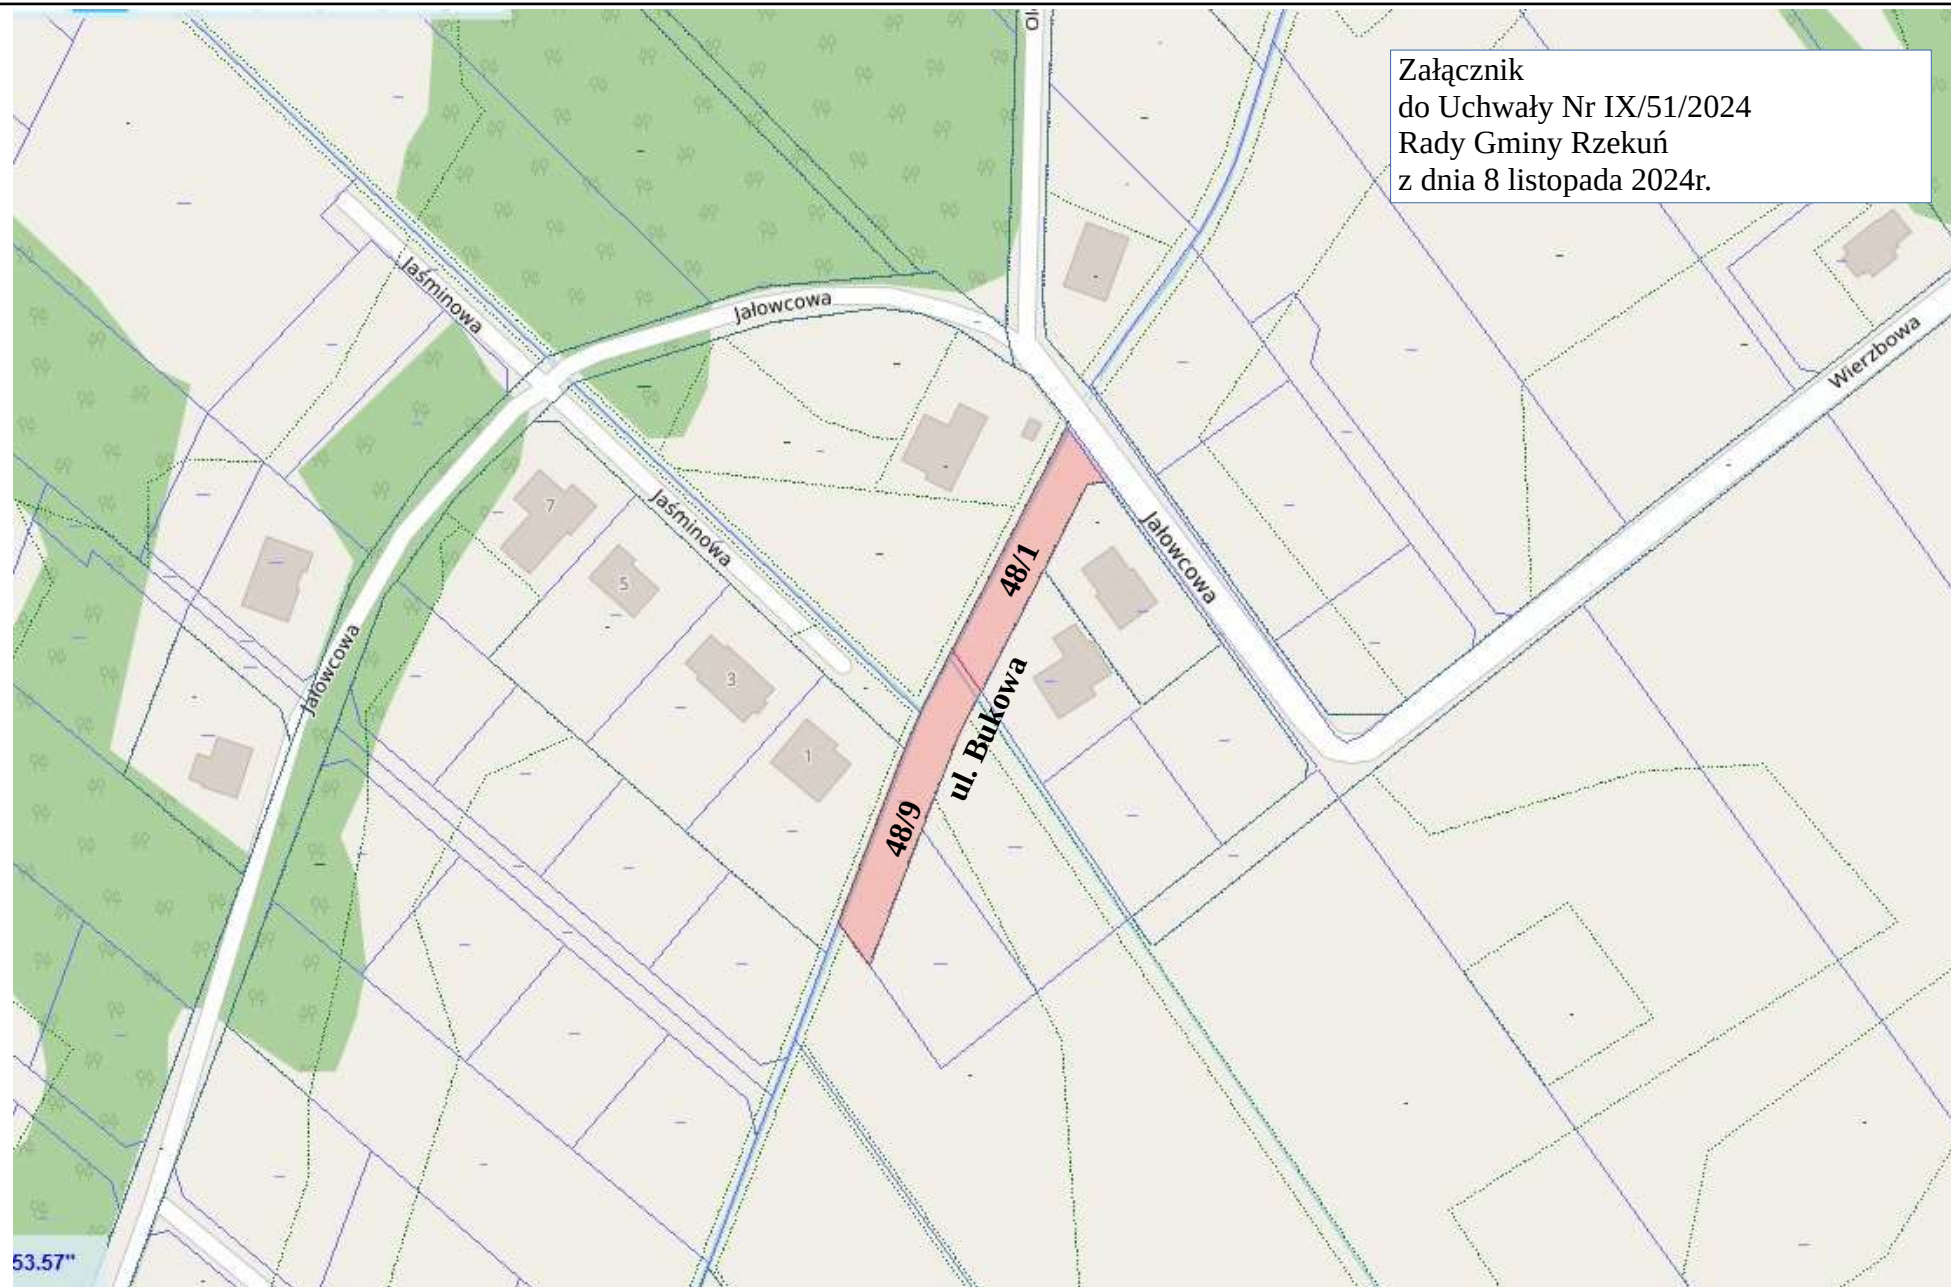 Ol
Załącznik
do Uchwały Nr IX/51/2024
Rady Gminy Rzekuń
z dnia 8 listopada 2024r.
Jaśminowa
Jałowcowa
Wierzbowa
7
Jaśminowa
Jałowcowa
5
48/1
3
Jałowcowa
ul. Bukowa
1
48/9
53.57"